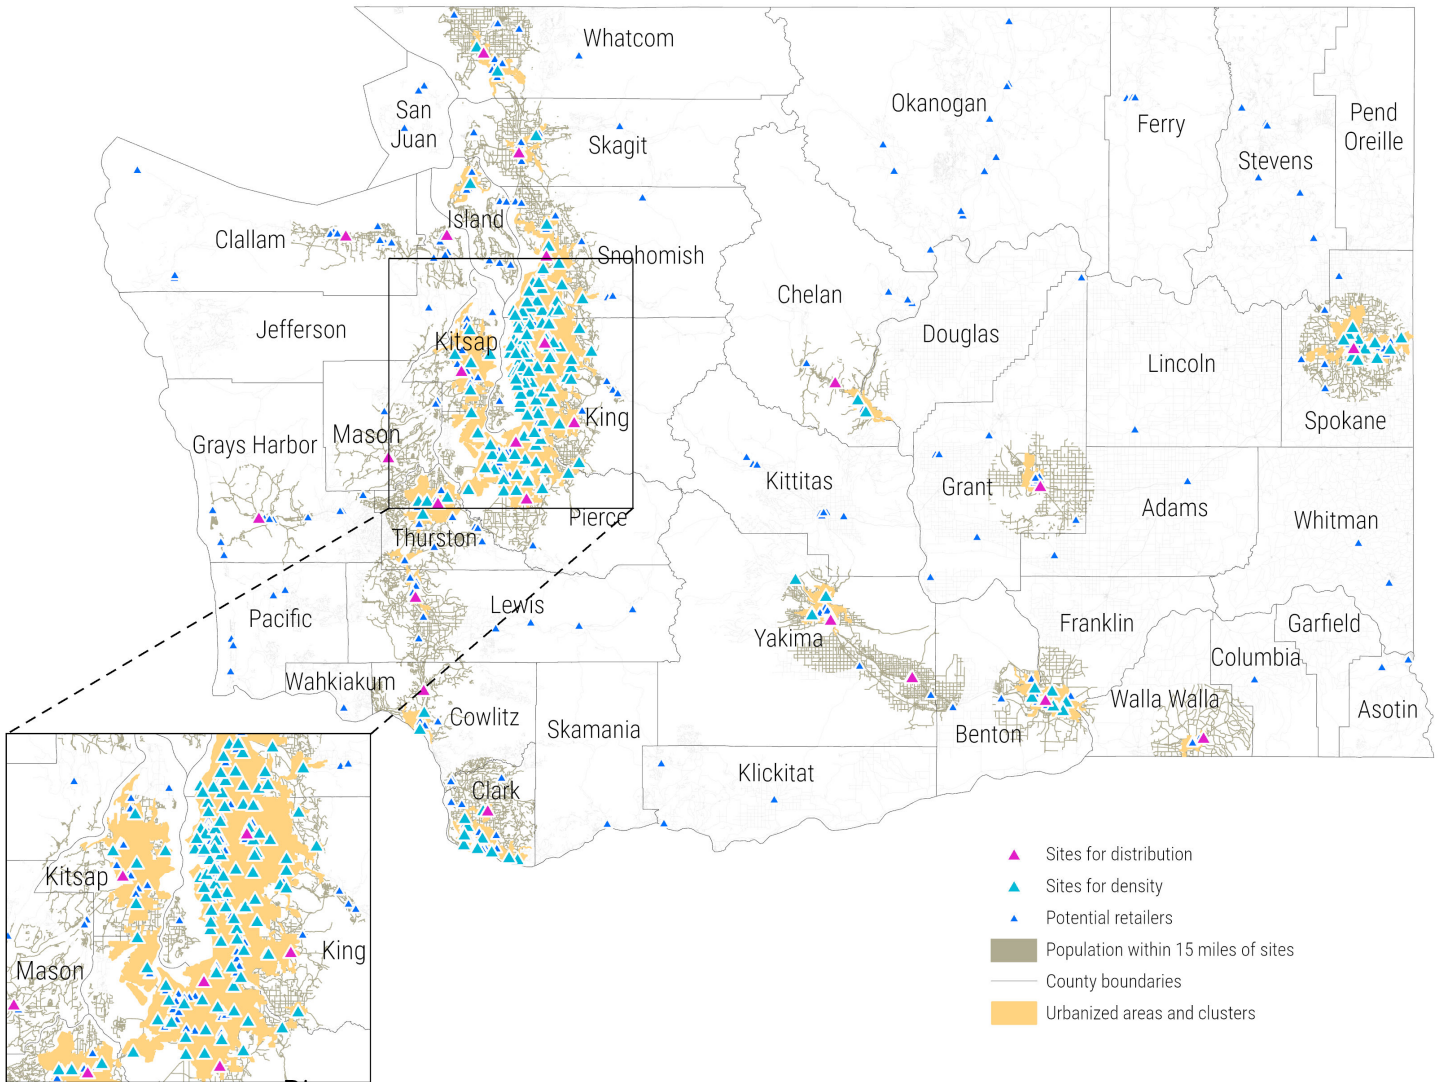 Whatcom
San
Juan
Skagit
Okanogan
Ferry
Stevens
Pend
Oreille
Island
Clallam
Snohomish
Chelan
Jefferson
Kitsap
Douglas
Lincoln
Spokane
King
Mason
Grays Harbor
Kittitas
Grant
Adams
Whitman
Pierce
Thurston
Pacific
Lewis
Yakima
Franklin
Garfield
Columbia
Wahkiakum
Cowlitz
Skamania
Benton
Walla Walla
Asotin
Klickitat
Clark
Kitsap
King
Mason
Sites for distribution
Sites for density
Potential retailers
Population within 15 miles of sites
County boundaries
Urbanized areas and clusters